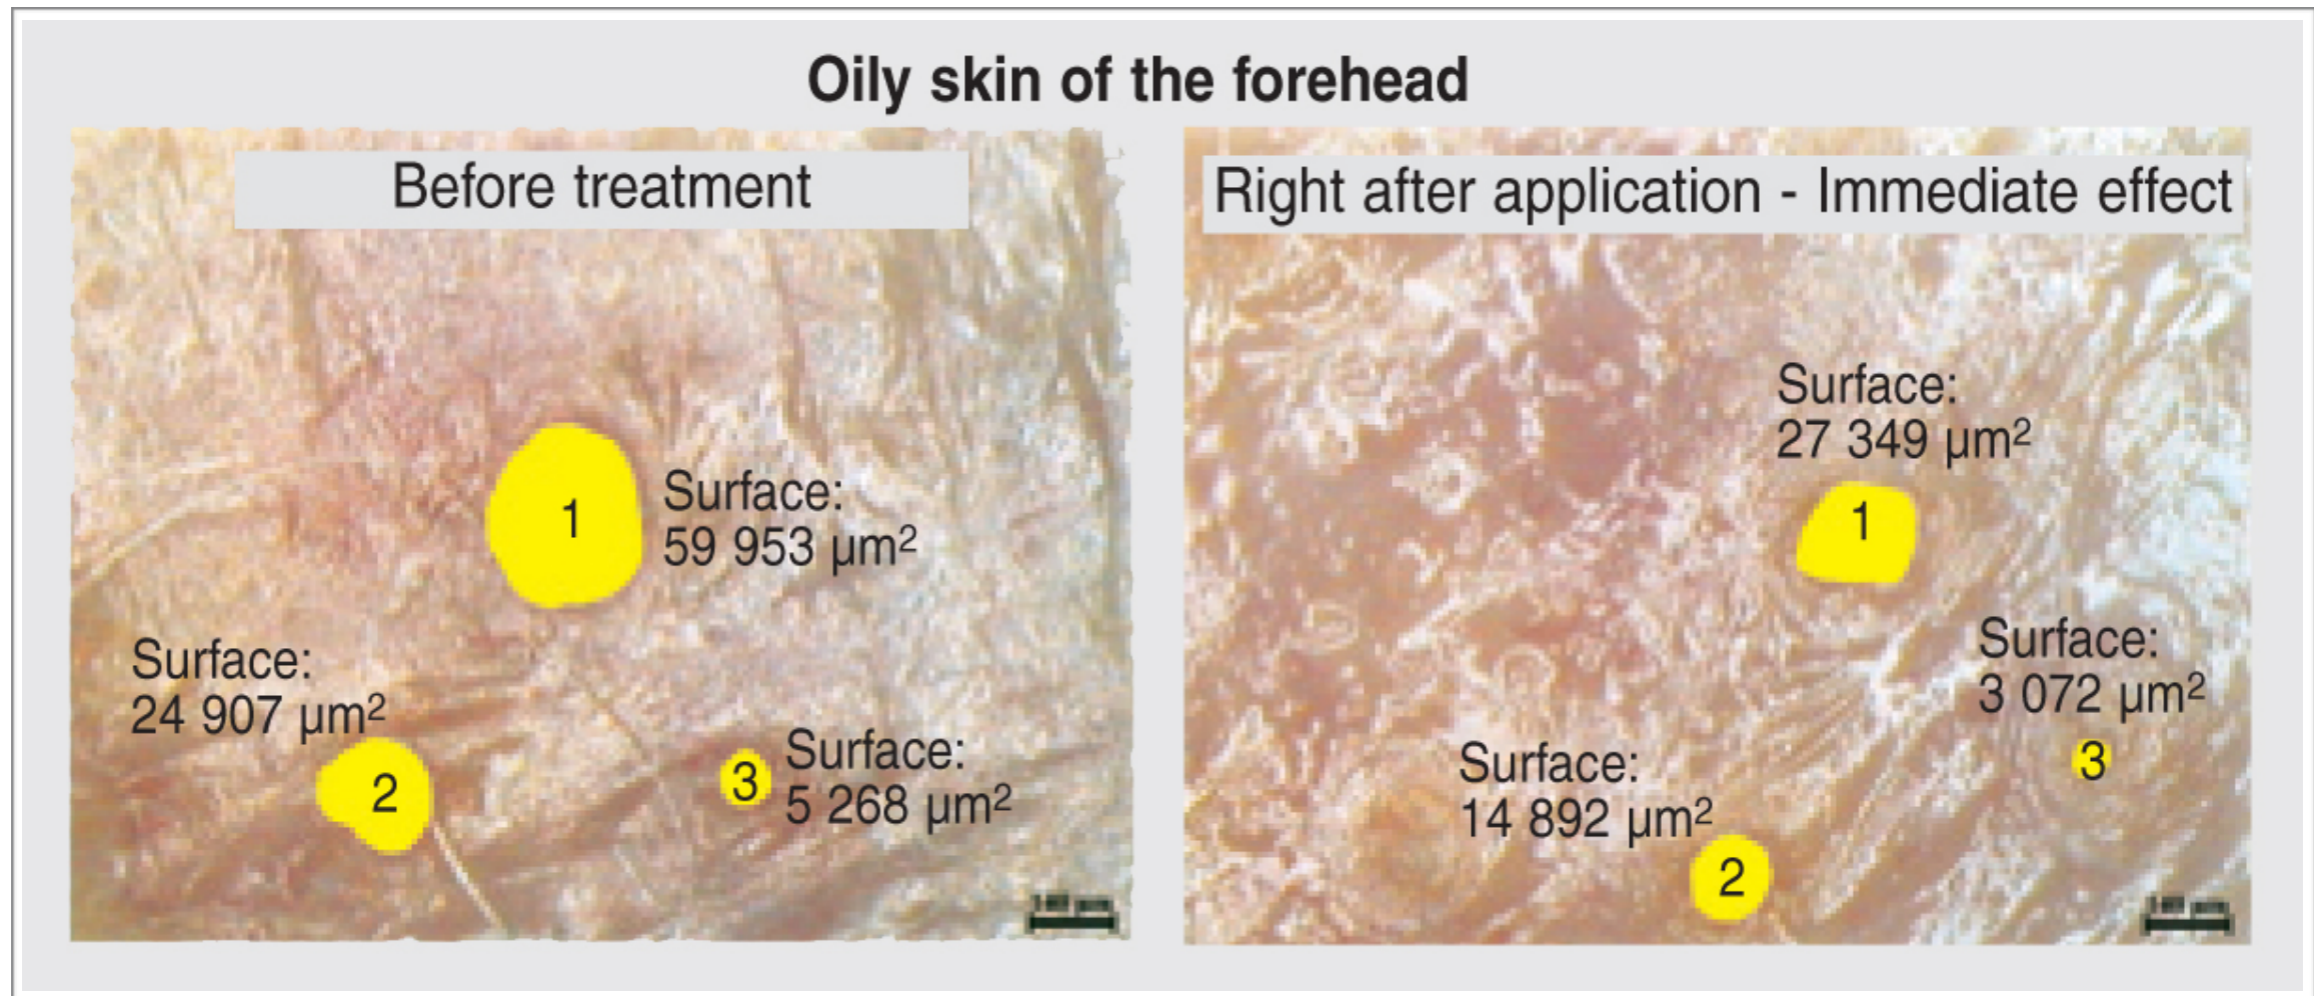 Oily skin of the forehead
Before treatment
1
Surface:
59 953 µm²
Surface:
24 907 µm²
2
3
Surface:
5 268 µm²
Right after application - Immediate effect
Surface:
27 349 µm²
1
Surface:
3 072 µm²
3
Surface:
14 892 µm²
2